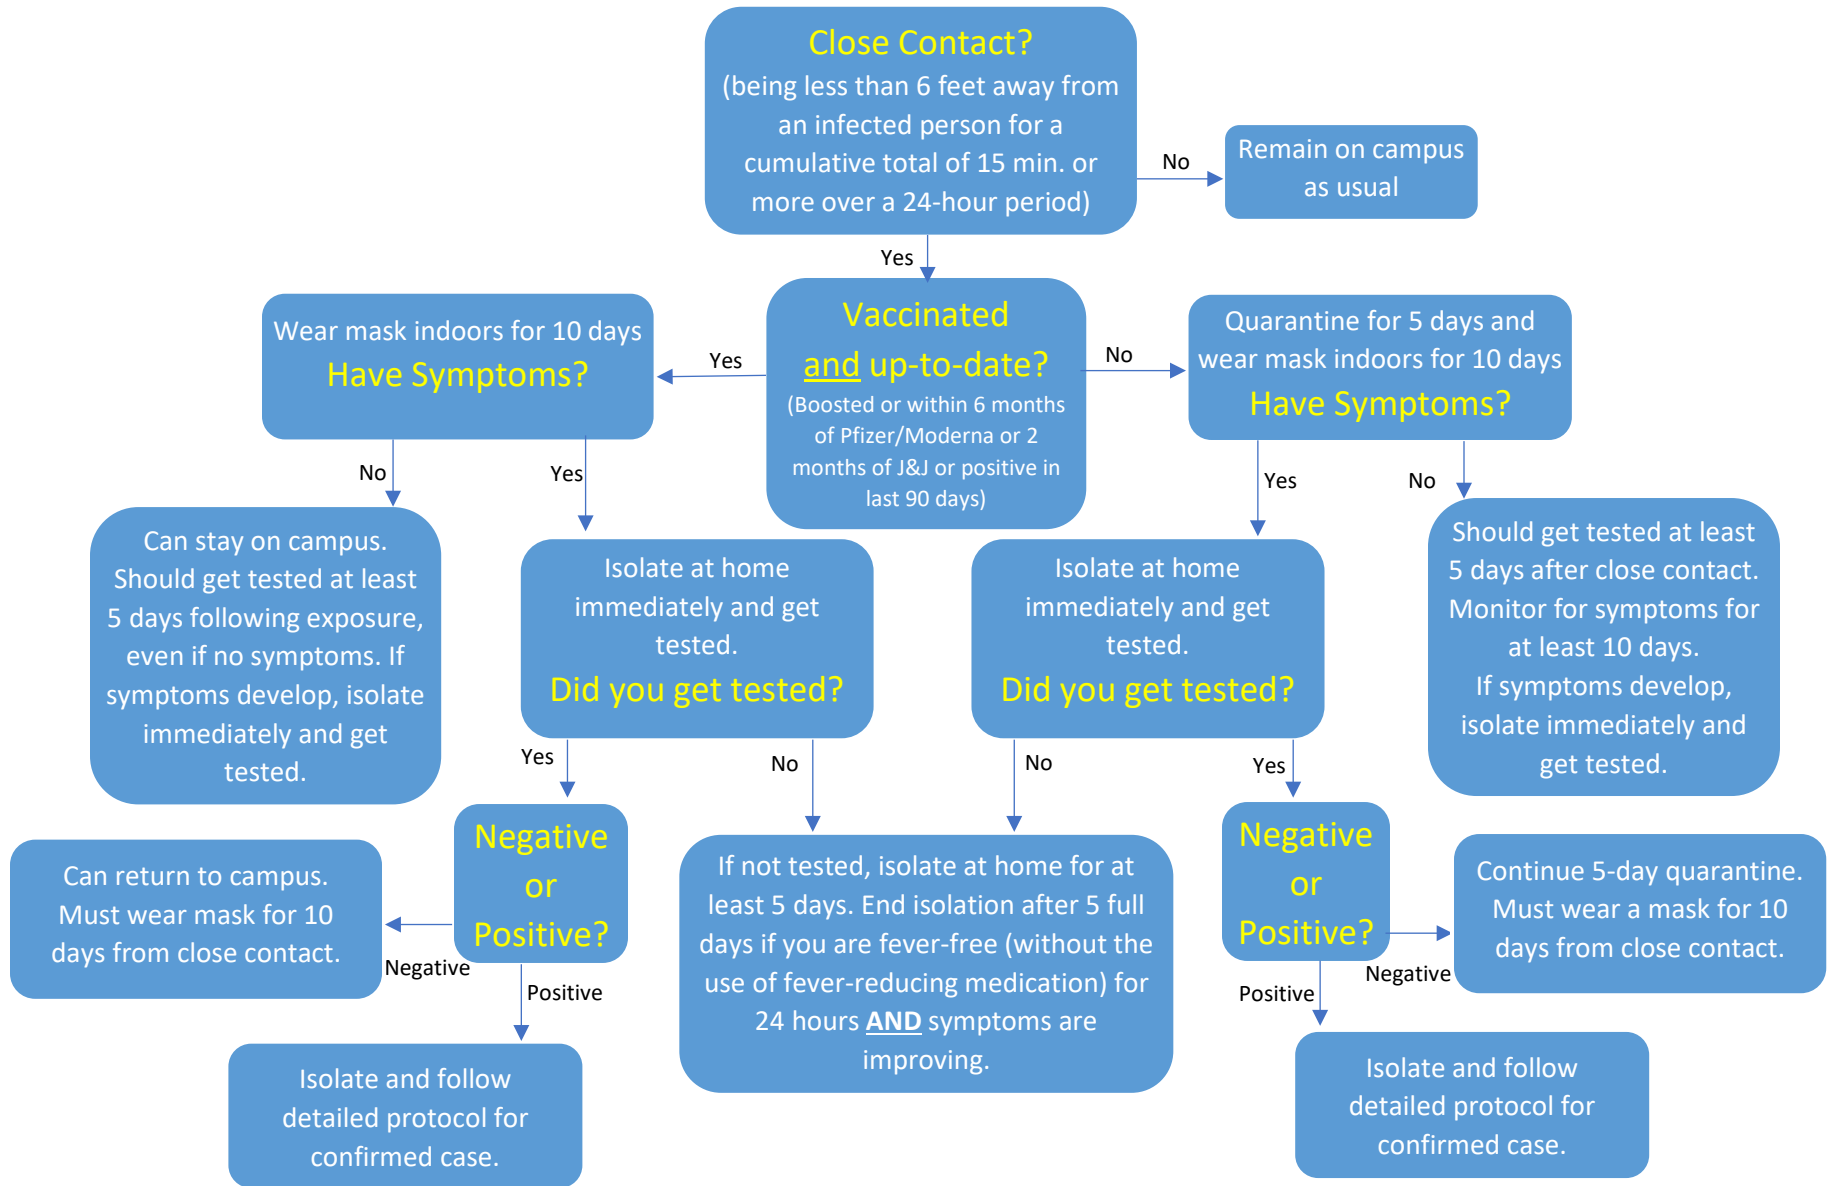 Close Contact?
(being less than 6 feet away from
an infected person for a
cumulative total of 15 min. or
more over a 24-hour period)
No
Remain on campus
as usual
Yes
Vaccinated
and up-to-date?
(Boosted or within 6 months
of Pfizer/Moderna or 2
months of J&J or positive in
last 90 days)
Yes
Wear mask indoors for 10 days
Have Symptoms?
No
Quarantine for 5 days and
wear mask indoors for 10 days
Have Symptoms?
No
Can stay on campus.
Should get tested at least
5 days following exposure,
even if no symptoms. If
symptoms develop, isolate
immediately and get
tested.
Yes
Isolate at home
immediately and get
tested.
Did you get tested?
Yes
Isolate at home
immediately and get
tested.
Did you get tested?
No
Should get tested at least
5 days after close contact.
Monitor for symptoms for
at least 10 days.
If symptoms develop,
isolate immediately and
get tested.
Yes
Negative
or
Positive?
Negative
Can return to campus.
Must wear mask for 10
days from close contact.
Positive
Isolate and follow
detailed protocol for
confirmed case.
No
No
If not tested, isolate at home for at
least 5 days. End isolation after 5 full
days if you are fever-free (without the
use of fever-reducing medication) for
24 hours AND symptoms are
improving.
Yes
Negative
or
Positive?
Negative
Continue 5-day quarantine.
Must wear a mask for 10
days from close contact.
Positive
Isolate and follow
detailed protocol for
confirmed case.